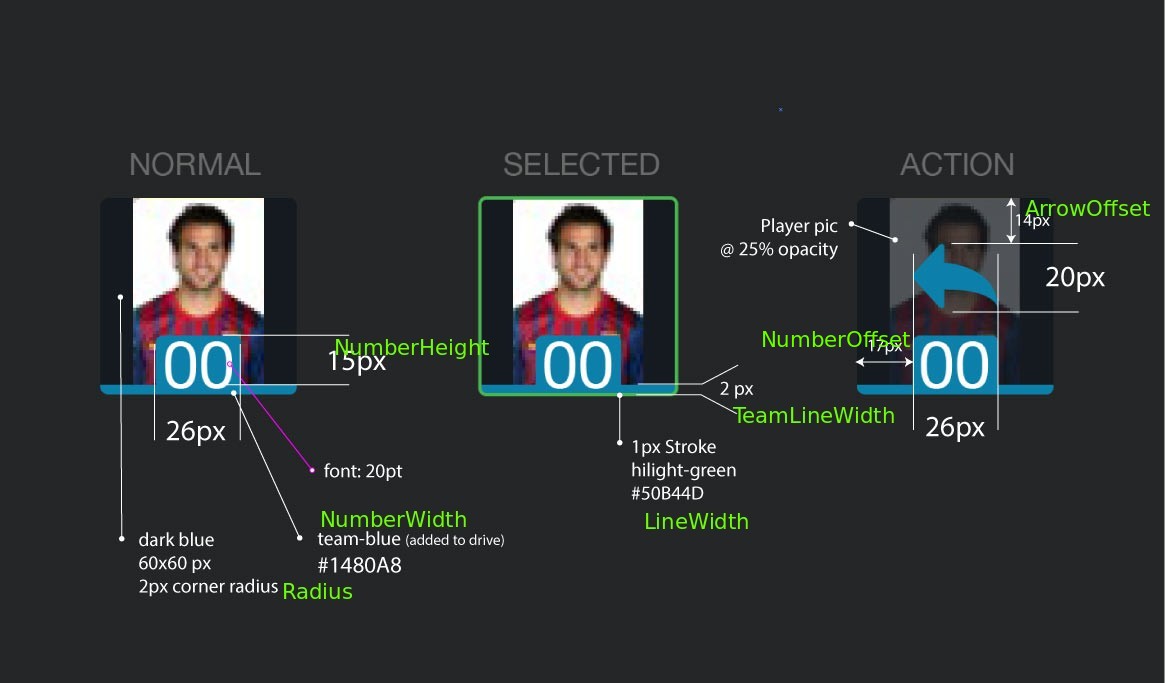 NORMAL
SELECTED
ACTION
ArrowOffset
14px
Player pic
@ 25% opacity
20px
NumberHeight
15px
NumberOffset
17px
00
00
00
2 px
TeamLineWidth
26px
26px
1px Stroke
hilight-green
#50B44D
font: 20pt
NumberWidth
LineWidth
team-blue (added to drive)
#1480A8
dark blue
60x60 px
2px corner radius
Radius